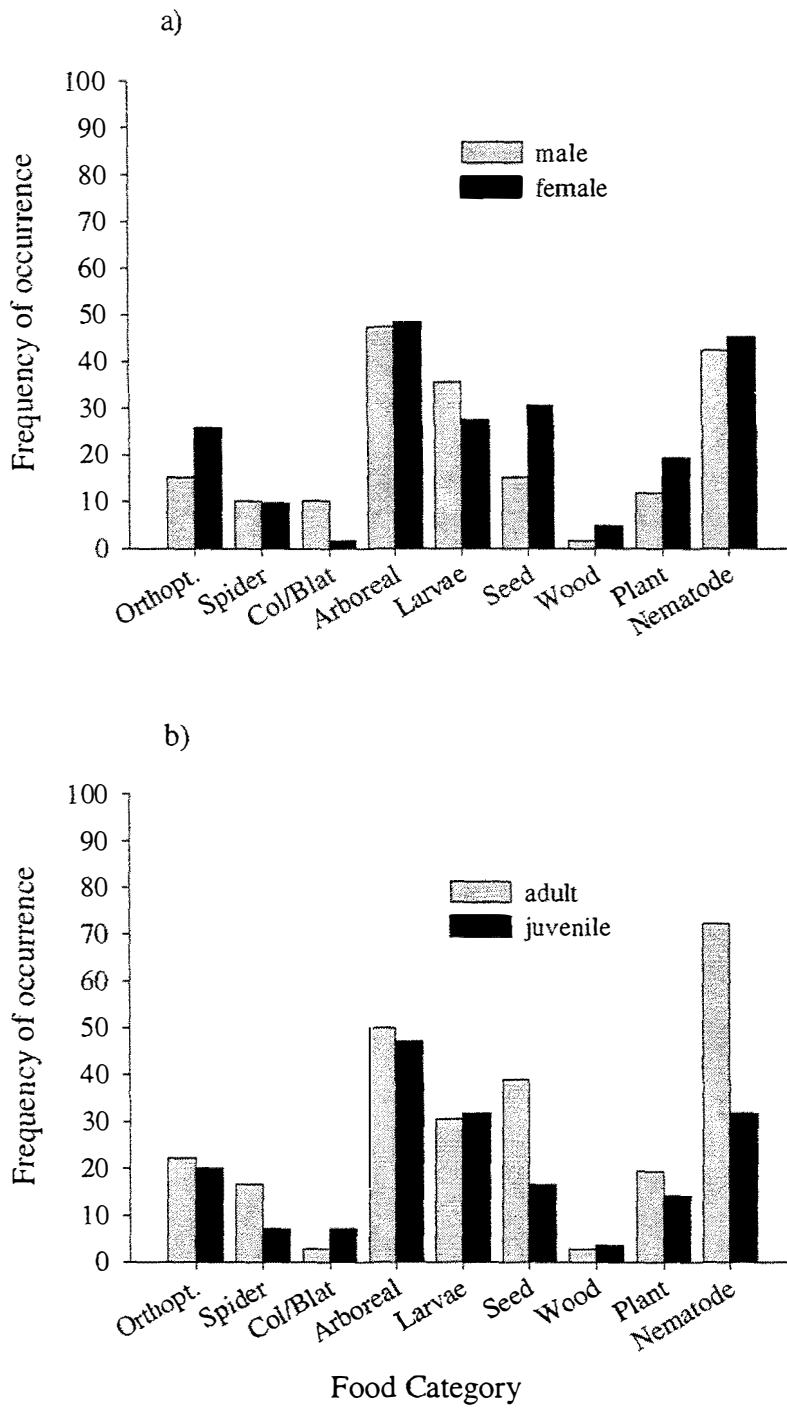 a)
100
90
80
70
60
50
40
30
20
10
0
Frequency of occurrence
male
female
Orthopt.
Spider
Col/Blat
Arboreal
Larvae
Seed
Wood
Plant
Nematode
b)
100
90
80
70
60
50
40
30
20
10
0
Frequency of occurrence
adult
juvenile
Orthopt.
Spider
Col/Blat
Arboreal
Larvae
Seed
Wood
Plant
Nematode
Food Category